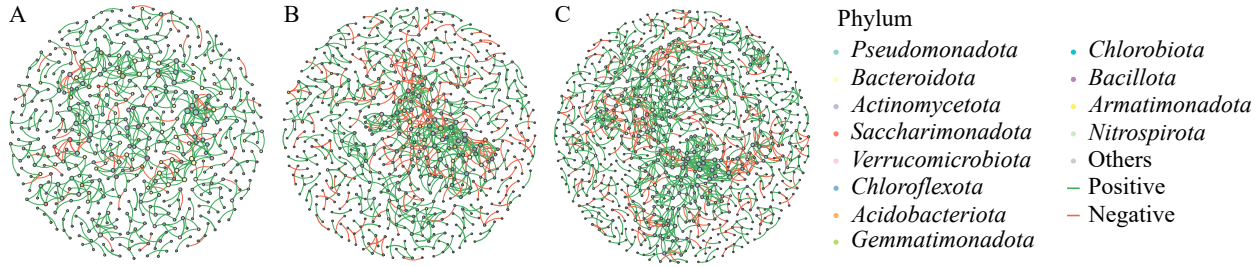 A
B
C
Phylum
Pseudomonadota
Bacteroidota
Actinomycetota
Saccharimonadota
Verrucomicrobiota
Chloroflexota
Acidobacteriota
Gemmatimonadota
Chlorobiota
Bacillota
Armatimonadota
Nitrospirota
Others
Positive
Negative